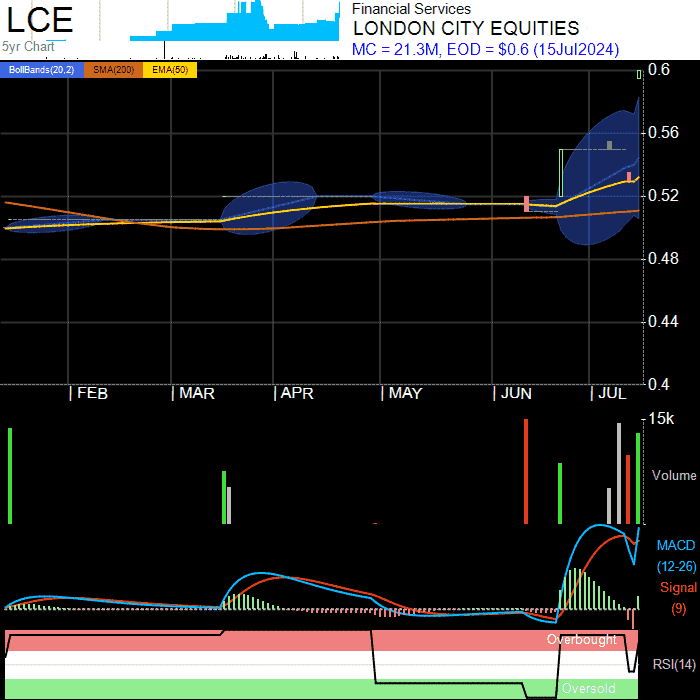 LCE
5yr Chart
Financial Services
LONDON CITY EQUITIES
MC = 21.3M, EOD = $0.6 (15Jul2024)
BollBands(20,2) SMA(200) EMA(50)
0.6
0.56
0.52
0.48
0.44
0.4
| FEB | MAR | APR | MAY | JUN | JUL
15k
Volume
MACD
(12-26)
Signal
(9)
Overbought
RSI(14)
Oversold